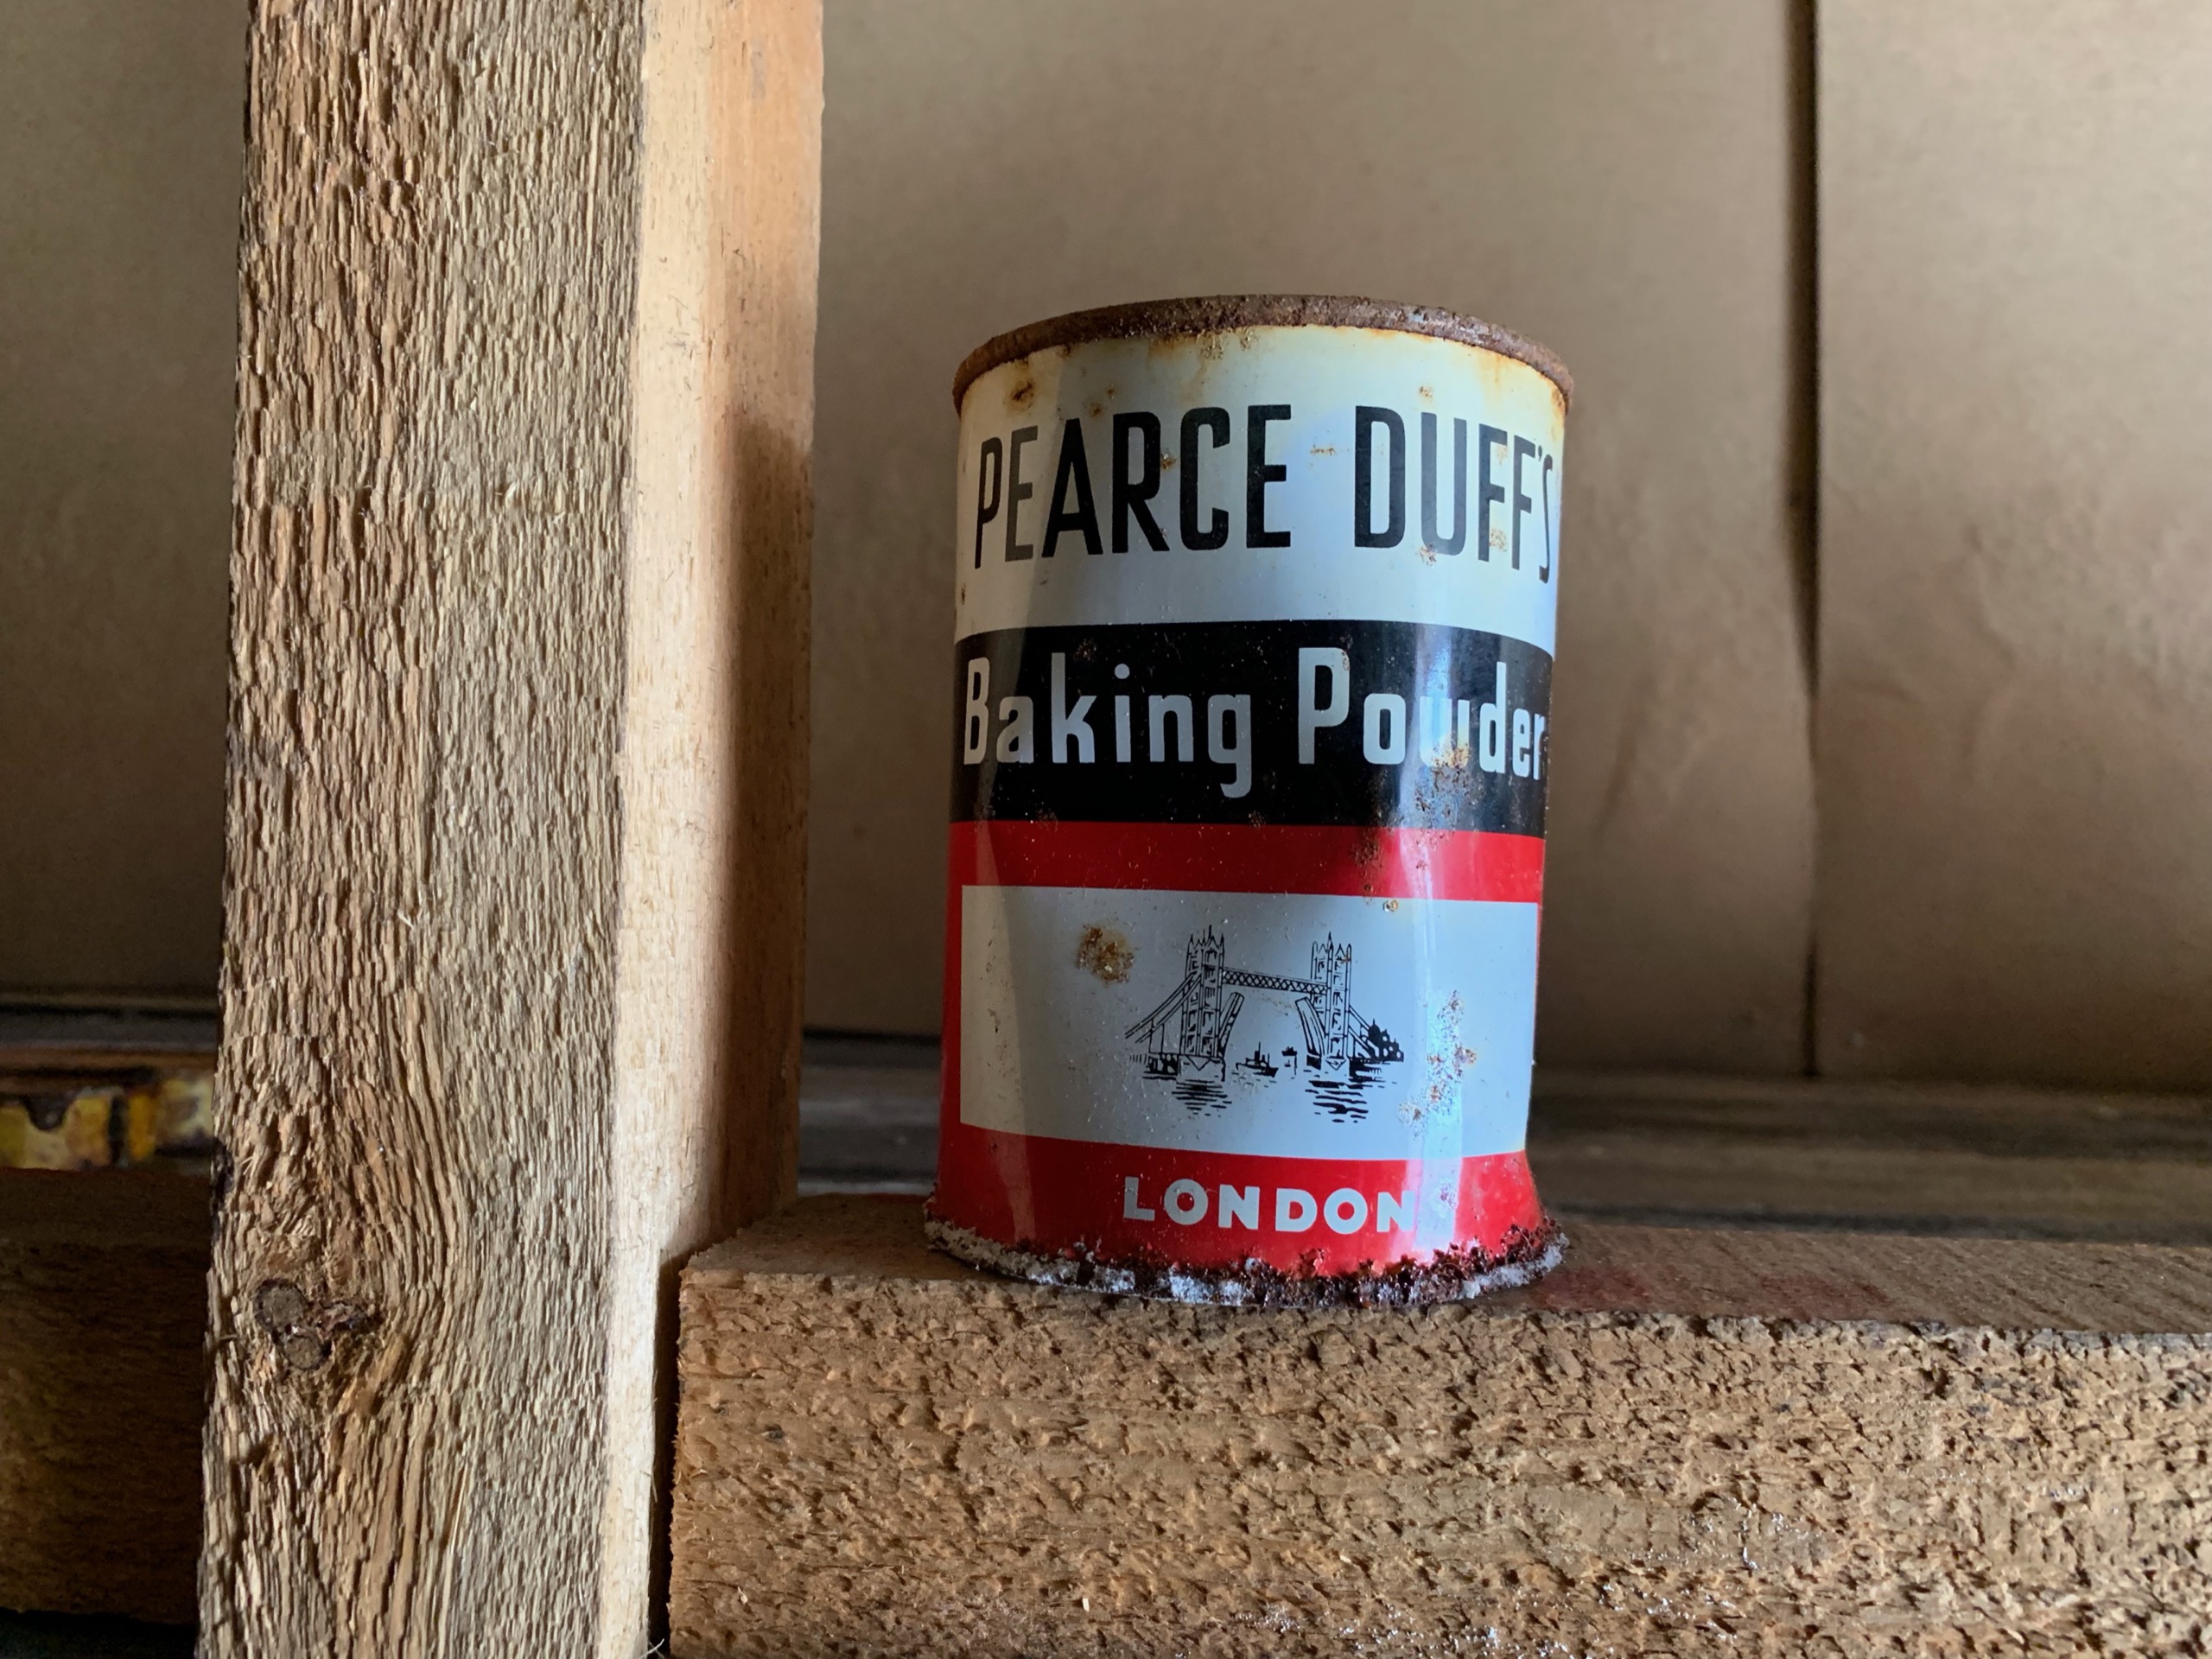 PEARCE DUFF'S
Baking Powder
LONDON